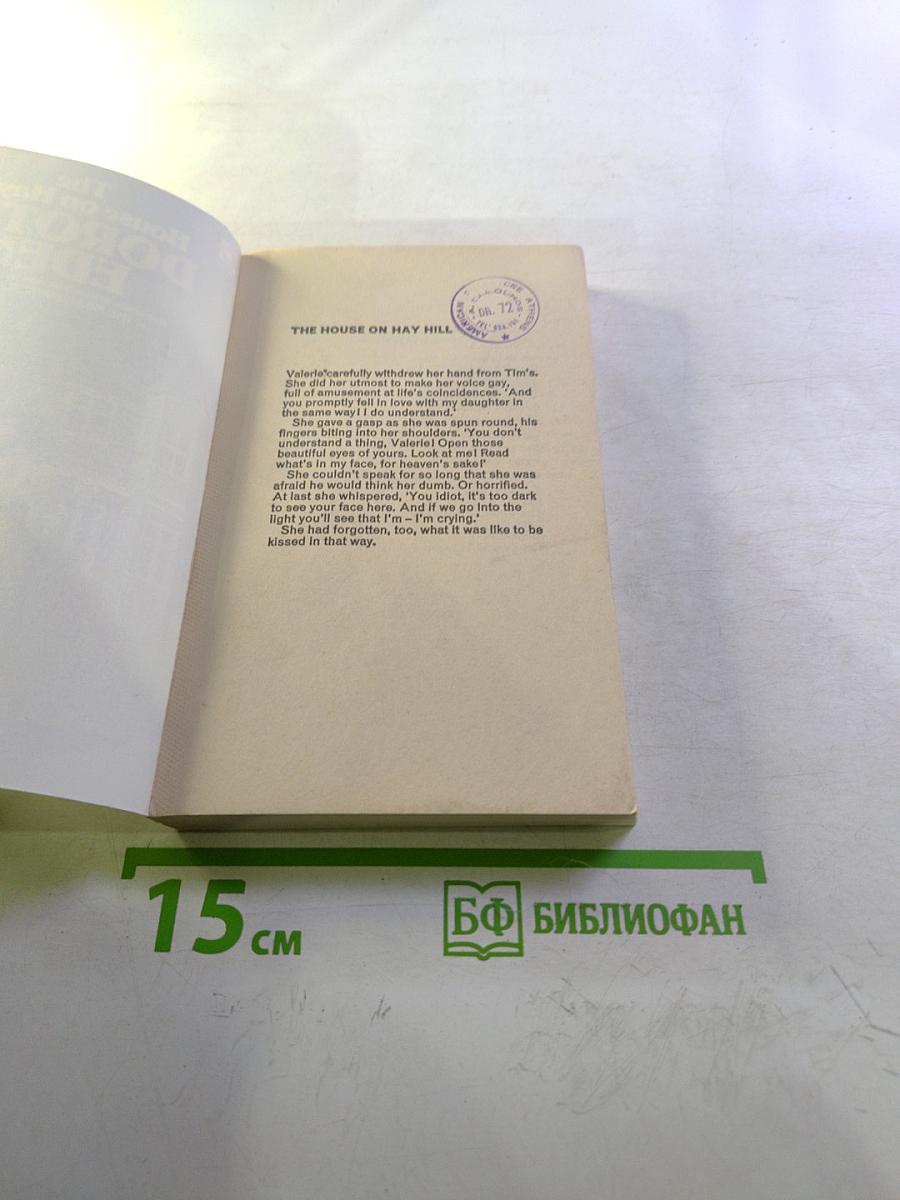 THE HOUSE ON HAY HILL
AMERICAN
CRE ATHENS
DR. 72
TEL.
Valerie carefully withdrew her hand from Tim's.
She did her utmost to make her voice gay,
full of amusement at life's coincidences. 'And
you promptly fell in love with my daughter in
the same way! I do understand.'
She gave a gasp as she was spun round, his
fingers biting into her shoulders. 'You don't
understand a thing, Valerie! Open those
beautiful eyes of yours. Look at me! Read
what's in my face, for heaven's sake!'
She couldn't speak for so long that she was
afraid he would think her dumb. Or horrified.
At last she whispered, 'You idiot, it's too dark
to see your face here. And if we go into the
light you'll see that I'm – I'm crying.'
She had forgotten, too, what it was like to be
kissed in that way.
15 см
БФ БИБЛИОФАН